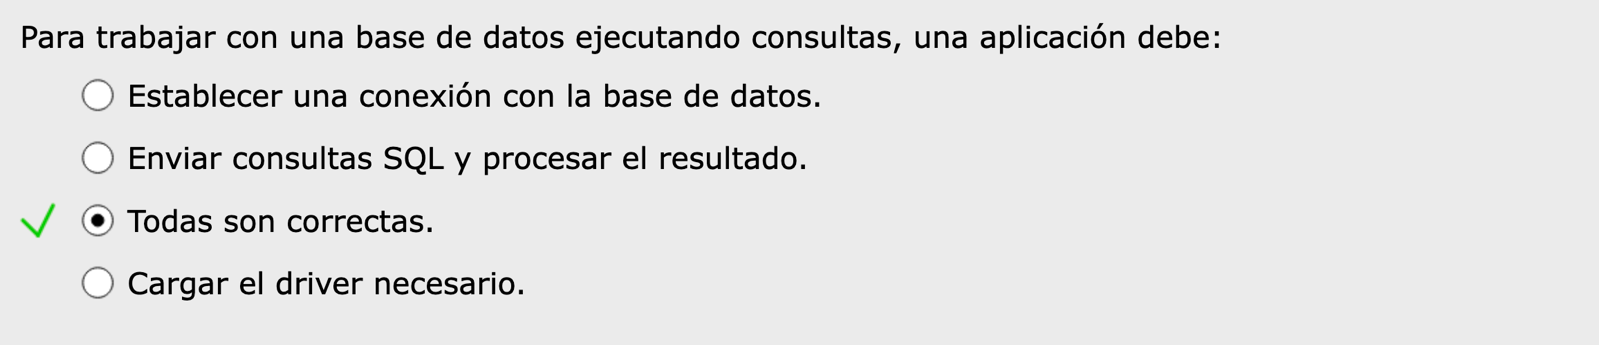 Para trabajar con una base de datos ejecutando consultas, una aplicación debe:
Establecer una conexión con la base de datos.
Enviar consultas SQL y procesar el resultado.
Todas son correctas.
Cargar el driver necesario.